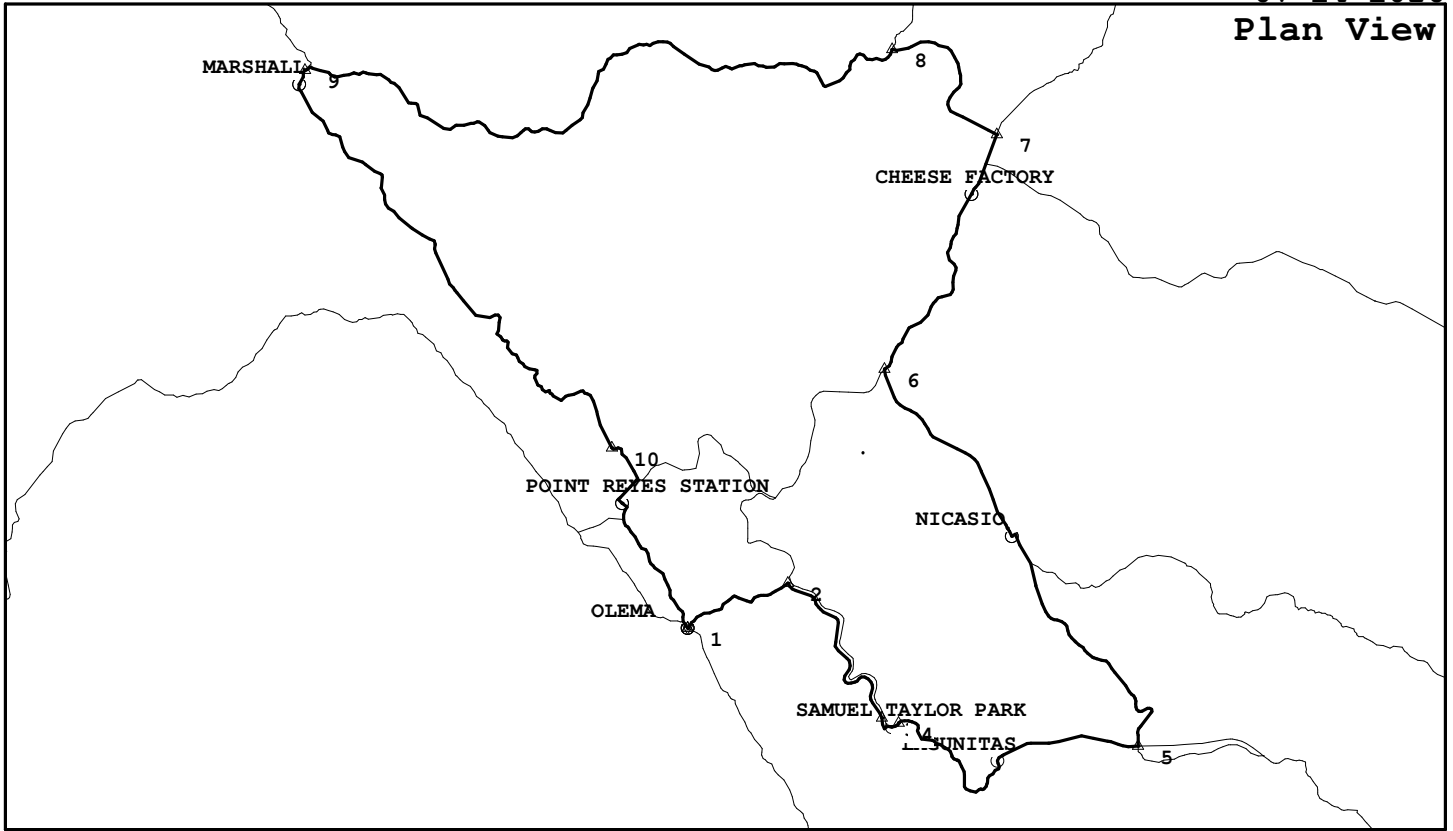 Plan View
MARSHALL
9
8
7
CHEESE FACTORY
6
10
POINT REYES STATION
NICASIO
2
OLEMA
1
SAMUEL TAYLOR PARK
4
5